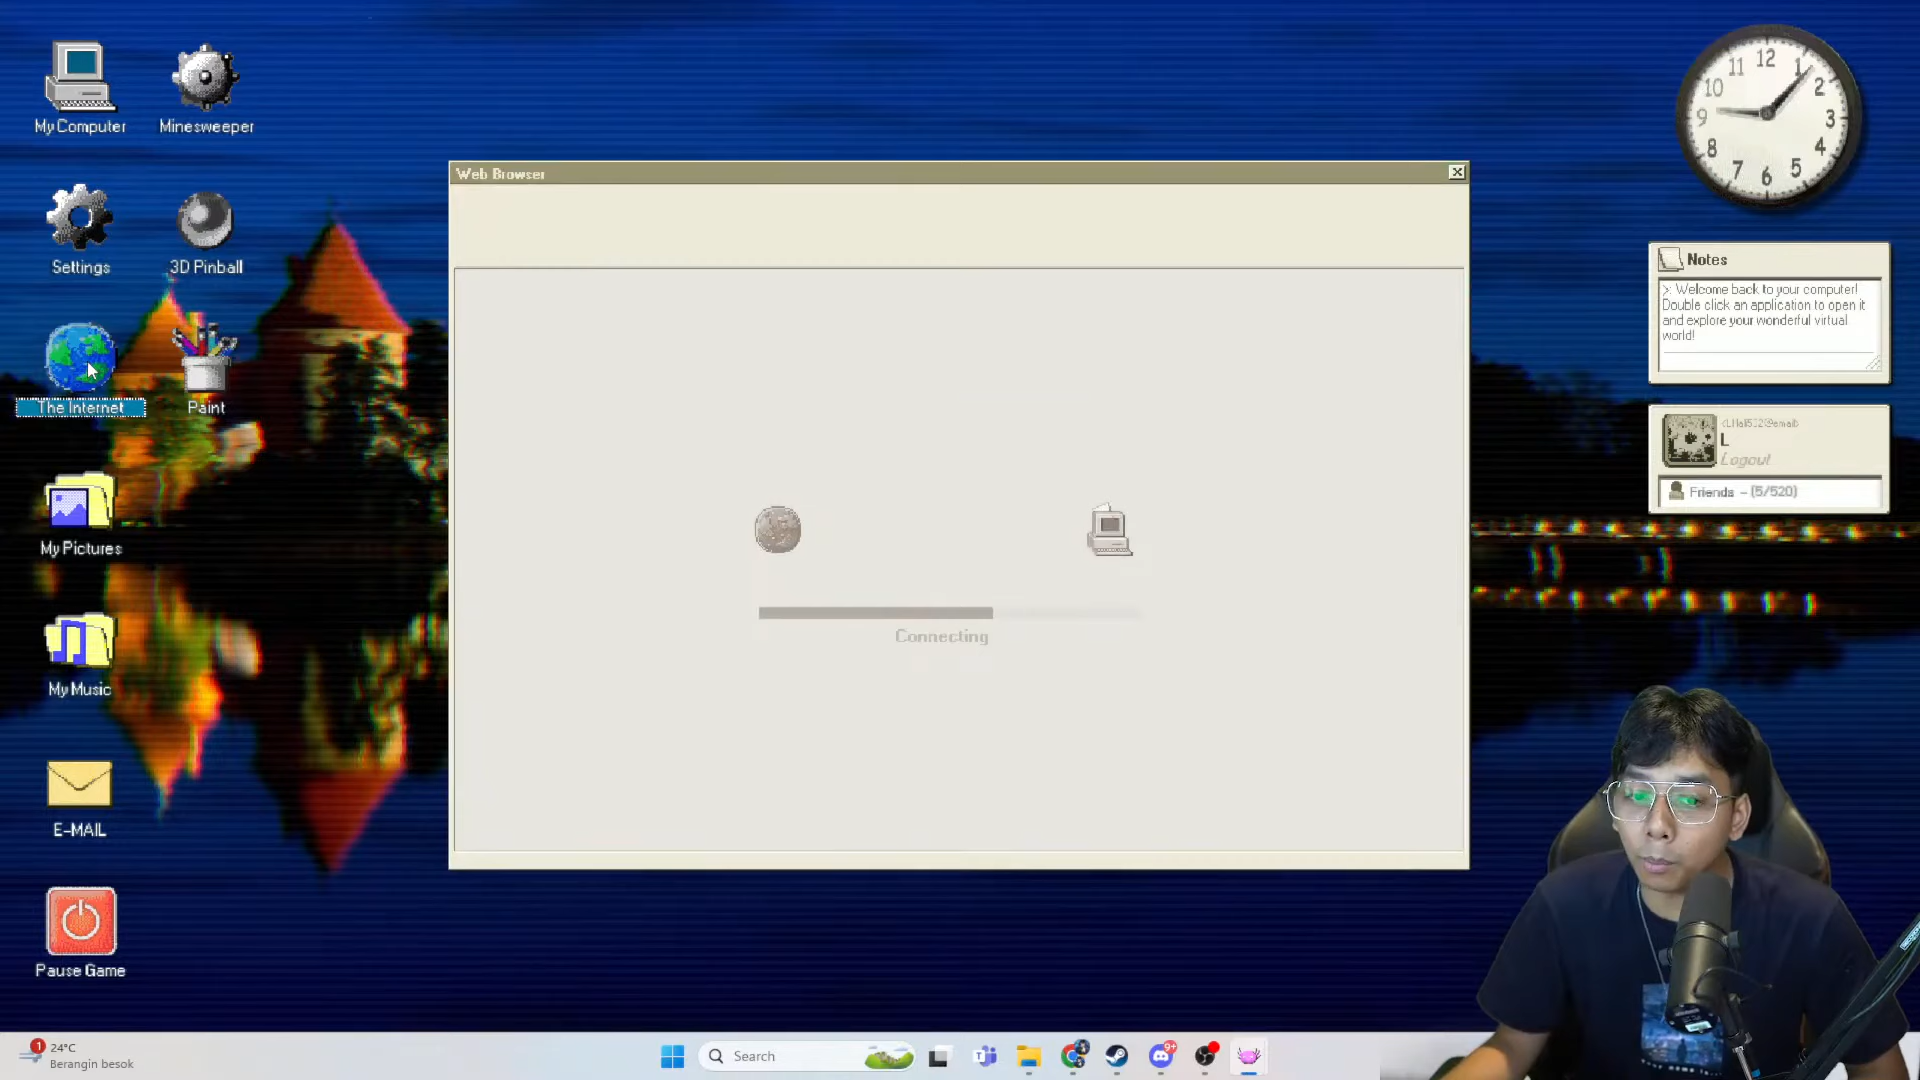 My Computer
Minesweeper
Settings
3D Pinball
The Internet
Paint
My Pictures
My Music
E-MAIL
Pause Game
Web Browser
Connecting
12
1
2
3
4
5
6
7
8
9
10
11
Notes
>: Welcome back to your computer!
Double click an application to open it
and explore your wonderful virtual
world!
L
Logout
Friends - (5/520)
1
24°C
Berangin besok
Search
9+